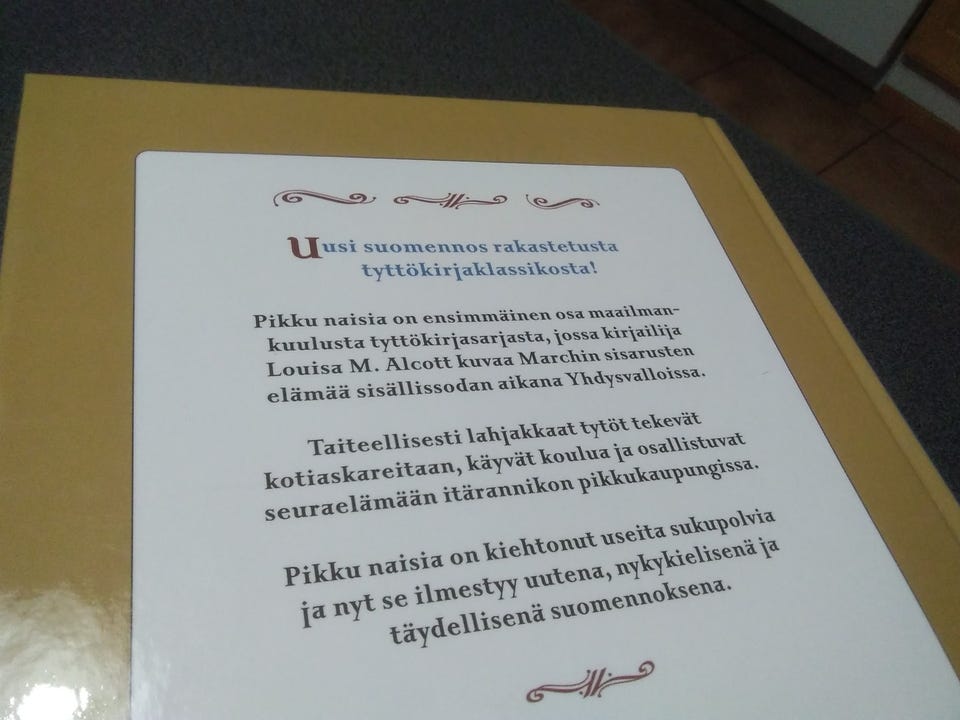 Uusi suomennos rakastetusta
tyttökirjaklassikosta!
Pikku naisia on ensimmäinen osa maailman-
kuulusta tyttökirjasarjasta, jossa kirjailija
Louisa M. Alcott kuvaa Marchin sisarusten
elämää sisällissodan aikana Yhdysvalloissa.
Taiteellisesti lahjakkaat tytöt tekevät
kotiaskareitaan, käyvät koulua ja osallistuvat
seuraelämään itärannikon pikkukaupungissa.
Pikku naisia on kiehtonut useita sukupolvia
ja nyt se ilmestyy uutena, nykykielisenä ja
täydellisenä suomennoksena.